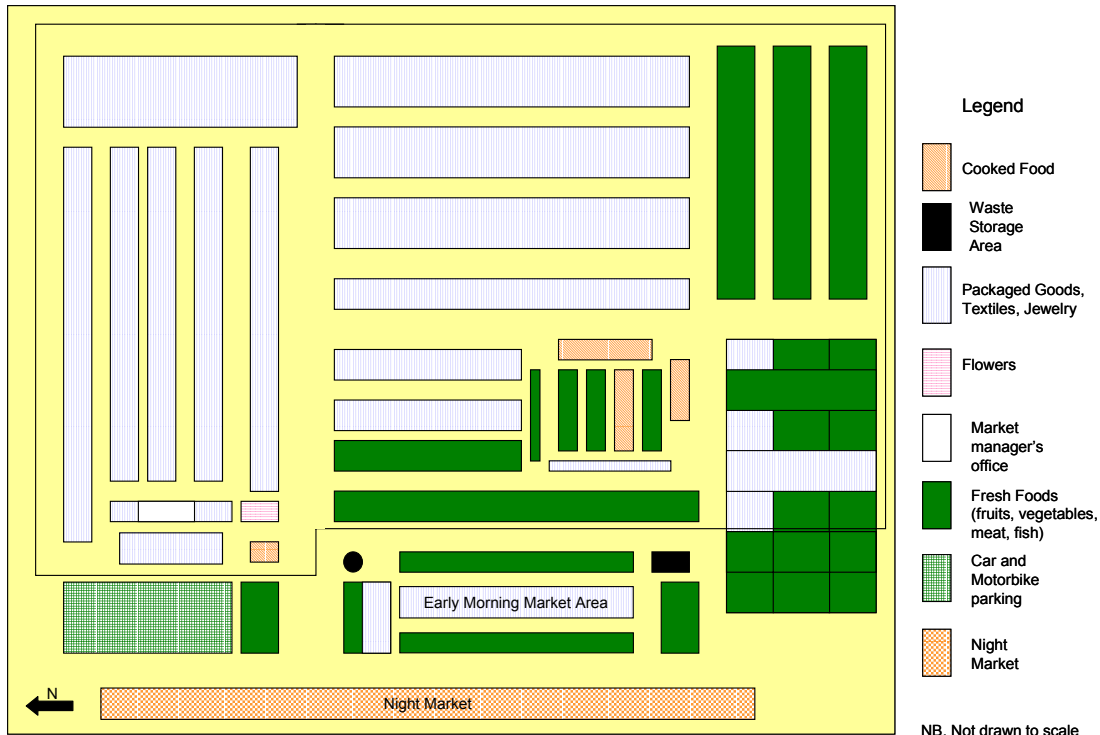 Legend
Cooked Food
Waste
Storage
Area
Packaged Goods,
Textiles, Jewelry
Flowers
Market
manager's
office
Fresh Foods
(fruits, vegetables,
meat, fish)
Car and
Motorbike
parking
Night
Market
Early Morning Market Area
N
Night Market
NB. Not drawn to scale